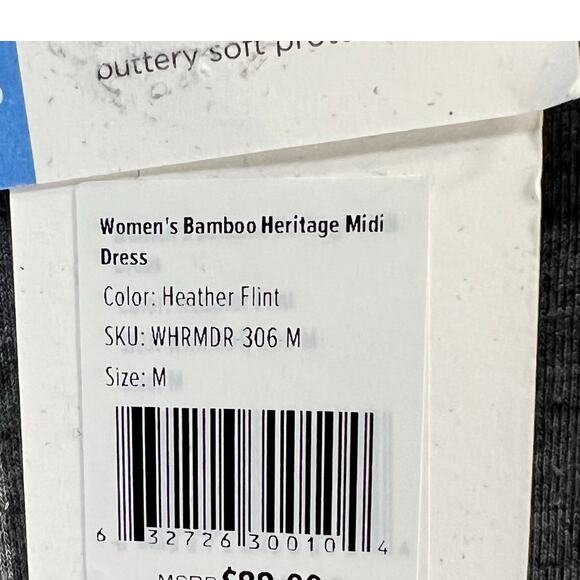 buttery soft
Women's Bamboo Heritage Midi
Dress
Color: Heather Flint
SKU: WHRMDR-306-M
Size: M
6 32726 30010 4